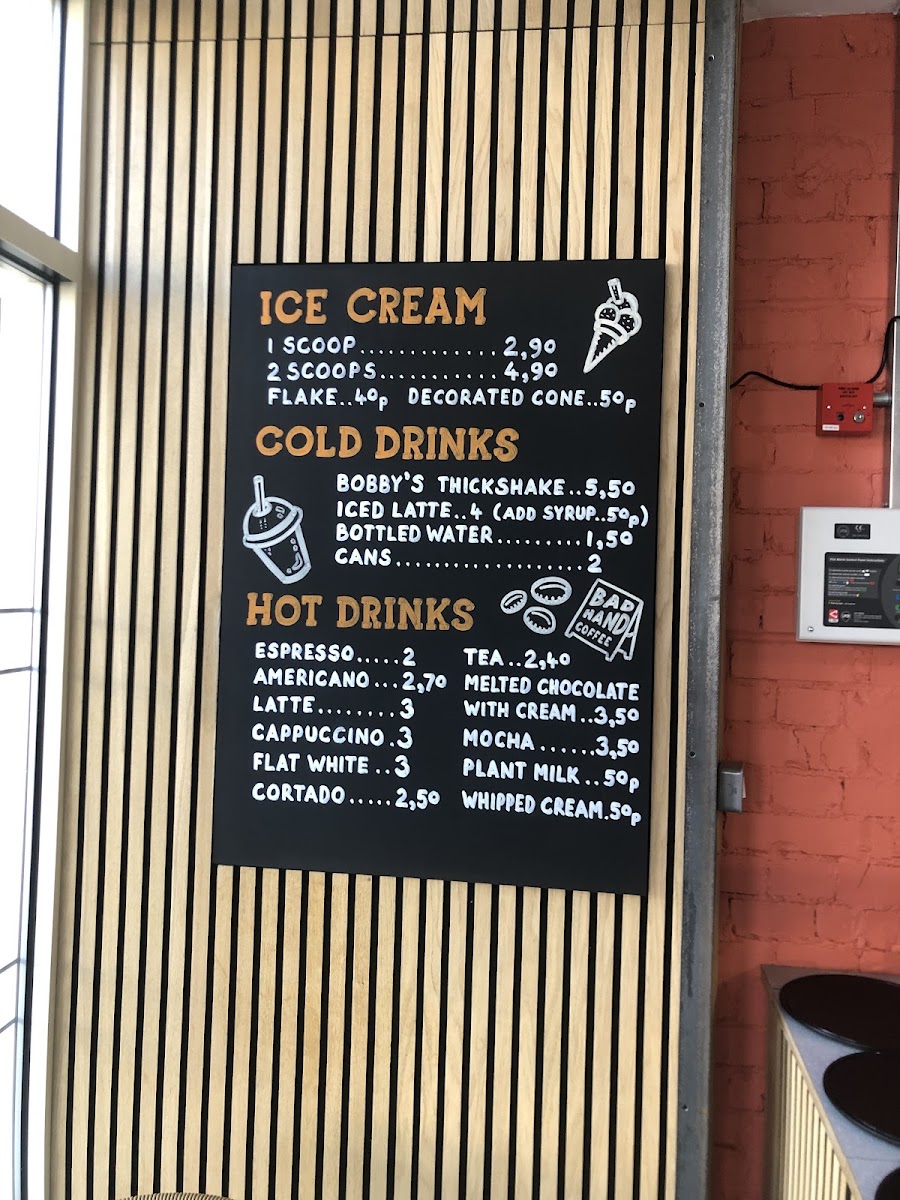 ICE CREAM
1 SCOOP.............2,90
2 SCOOPS............4,90
FLAKE..40p DECORATED CONE..50p
COLD DRINKS
BOBBY'S THICKSHAKE..5,50
ICED LATTE..4 (ADD SYRUP..50p)
BOTTLED WATER.........1,50
CANS...................2
HOT DRINKS
BAD
HAND
COFFEE
ESPRESSO.....2
AMERICANO...2,70
LATTE........3
CAPPUCCINO.3
FLAT WHITE..3
CORTADO.....2,50
TEA..2,40
MELTED CHOCOLATE
WITH CREAM..3,50
MOCHA......3,50
PLANT MILK..50p
WHIPPED CREAM.50p